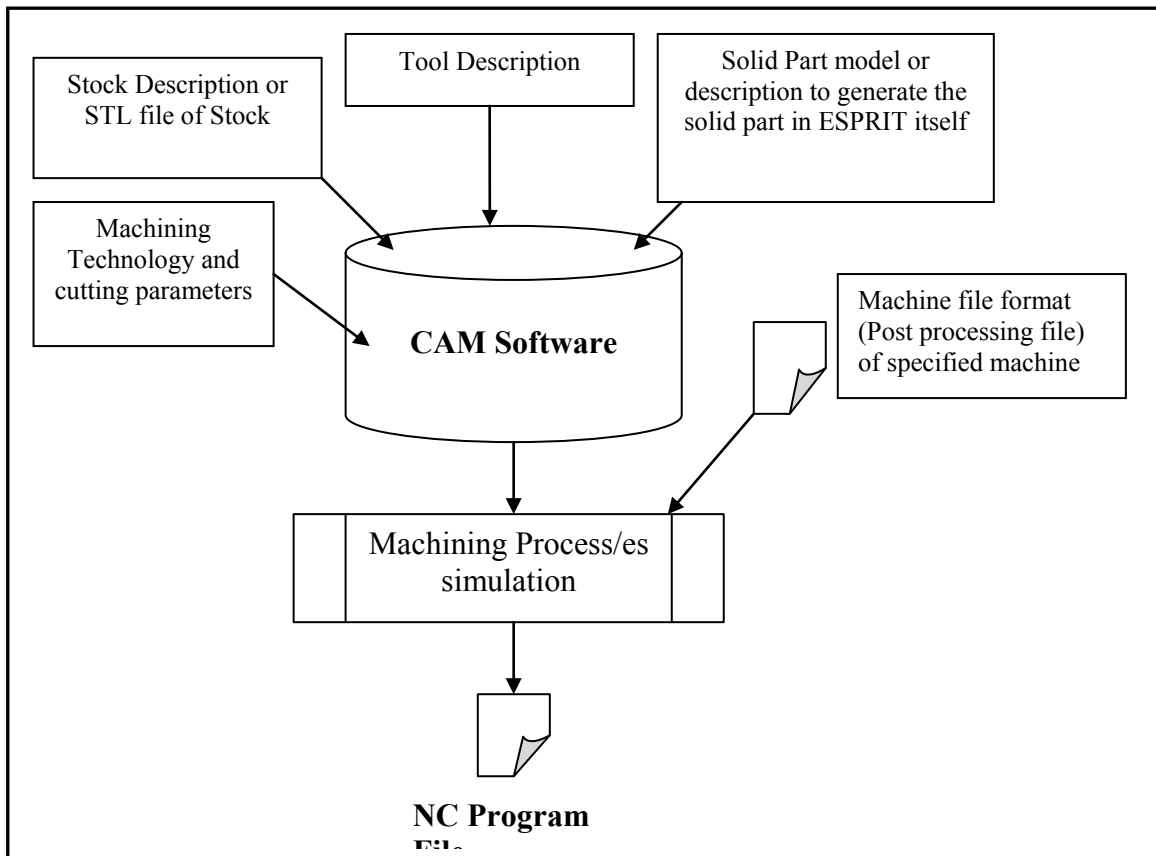 Stock Description or
STL file of Stock
Tool Description
Solid Part model or
description to generate the
solid part in ESPRIT itself
Machining
Technology and
cutting parameters
CAM Software
Machine file format
(Post processing file)
of specified machine
Machining Process/es
simulation
NC Program
File